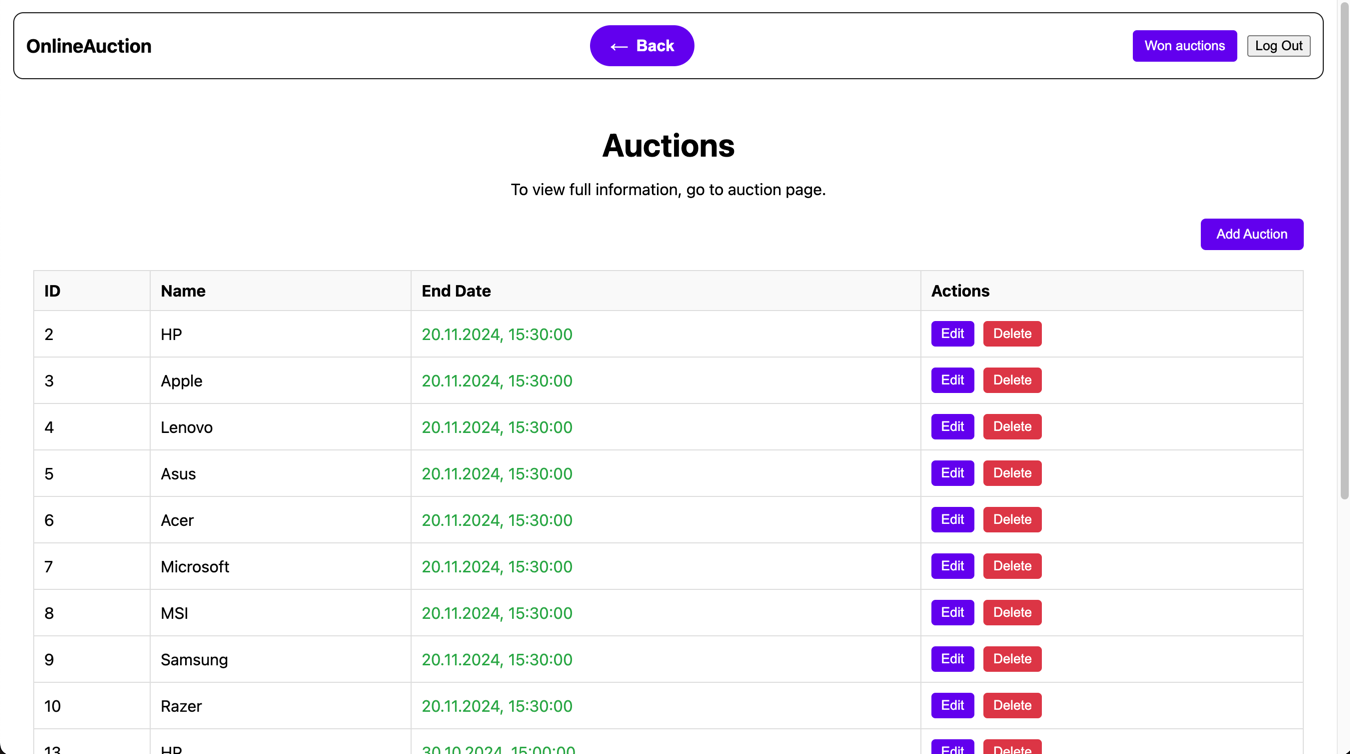 OnlineAuction ← Back Won auctions Log Out
Auctions
To view full information, go to auction page.
Add Auction
ID Name End Date Actions
2 HP 20.11.2024, 15:30:00 Edit Delete
3 Apple 20.11.2024, 15:30:00 Edit Delete
4 Lenovo 20.11.2024, 15:30:00 Edit Delete
5 Asus 20.11.2024, 15:30:00 Edit Delete
6 Acer 20.11.2024, 15:30:00 Edit Delete
7 Microsoft 20.11.2024, 15:30:00 Edit Delete
8 MSI 20.11.2024, 15:30:00 Edit Delete
9 Samsung 20.11.2024, 15:30:00 Edit Delete
10 Razer 20.11.2024, 15:30:00 Edit Delete
13 HP 30.10.2024, 15:00:00 Edit Delete